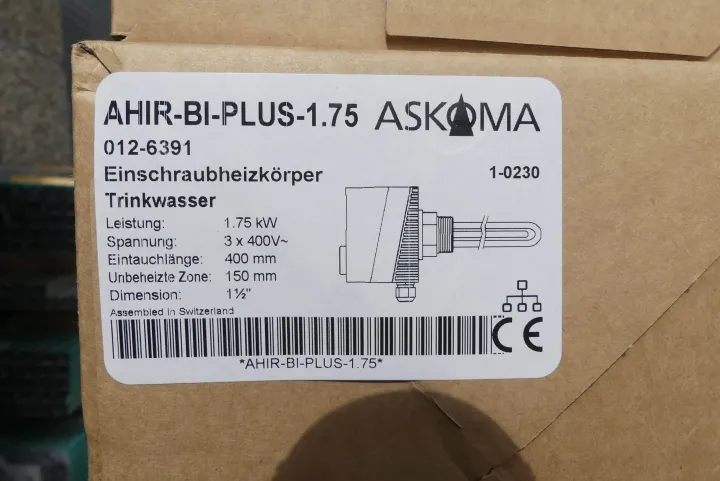 AHIR-BI-PLUS-1.75 ASKOMA
012-6391
Einschraubheizkörper 1-0230
Trinkwasser
Leistung: 1.75 kW
Spannung: 3 x 400V~
Eintauchlänge: 400 mm
Unbeheizte Zone: 150 mm
Dimension: 1½"
Assembled in Switzerland
CE
*AHIR-BI-PLUS-1.75*